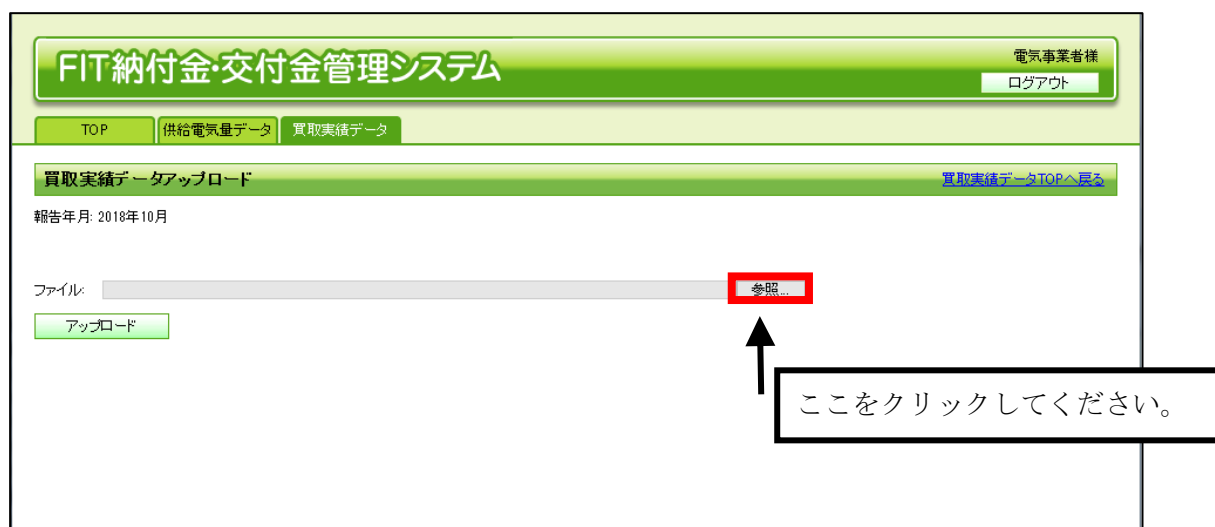 FIT納付金・交付金管理システム
電気事業者様
ログアウト
TOP
供給電気量データ
買取実績データ
買取実績データアップロード
買取実績データTOPへ戻る
報告年月: 2018年10月
ファイル:
参照...
アップロード
ここをクリックしてください。